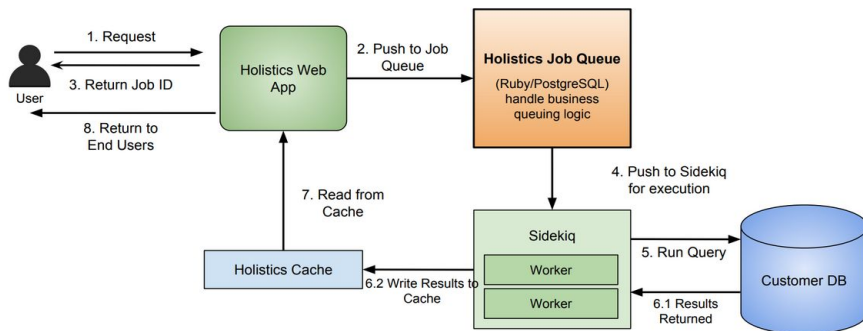 1. Request
3. Return Job ID
User
8. Return to
End Users
Holistics Web
App
2. Push to Job
Queue
Holistics Job Queue
(Ruby/PostgreSQL)
handle business
queuing logic
4. Push to Sidekiq
for execution
7. Read from
Cache
Sidekiq
Worker
Worker
5. Run Query
Customer DB
6.1 Results
Returned
6.2 Write Results to
Cache
Holistics Cache